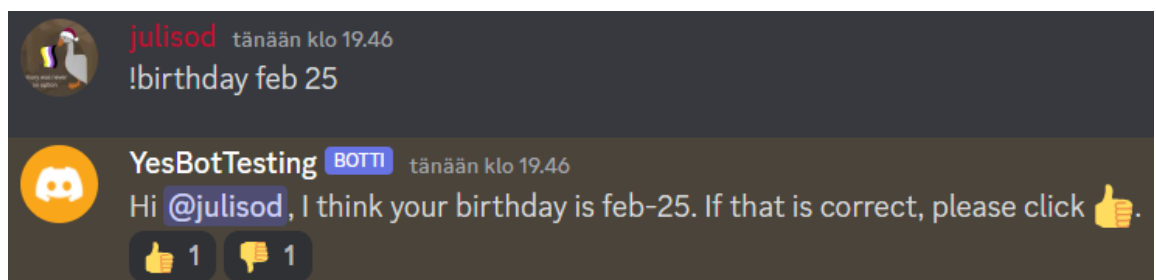 julisod tänään klo 19.46
!birthday feb 25
YesBotTesting BOTTI tänään klo 19.46
Hi @julisod, I think your birthday is feb-25. If that is correct, please click 👍.
👍 1 👎 1